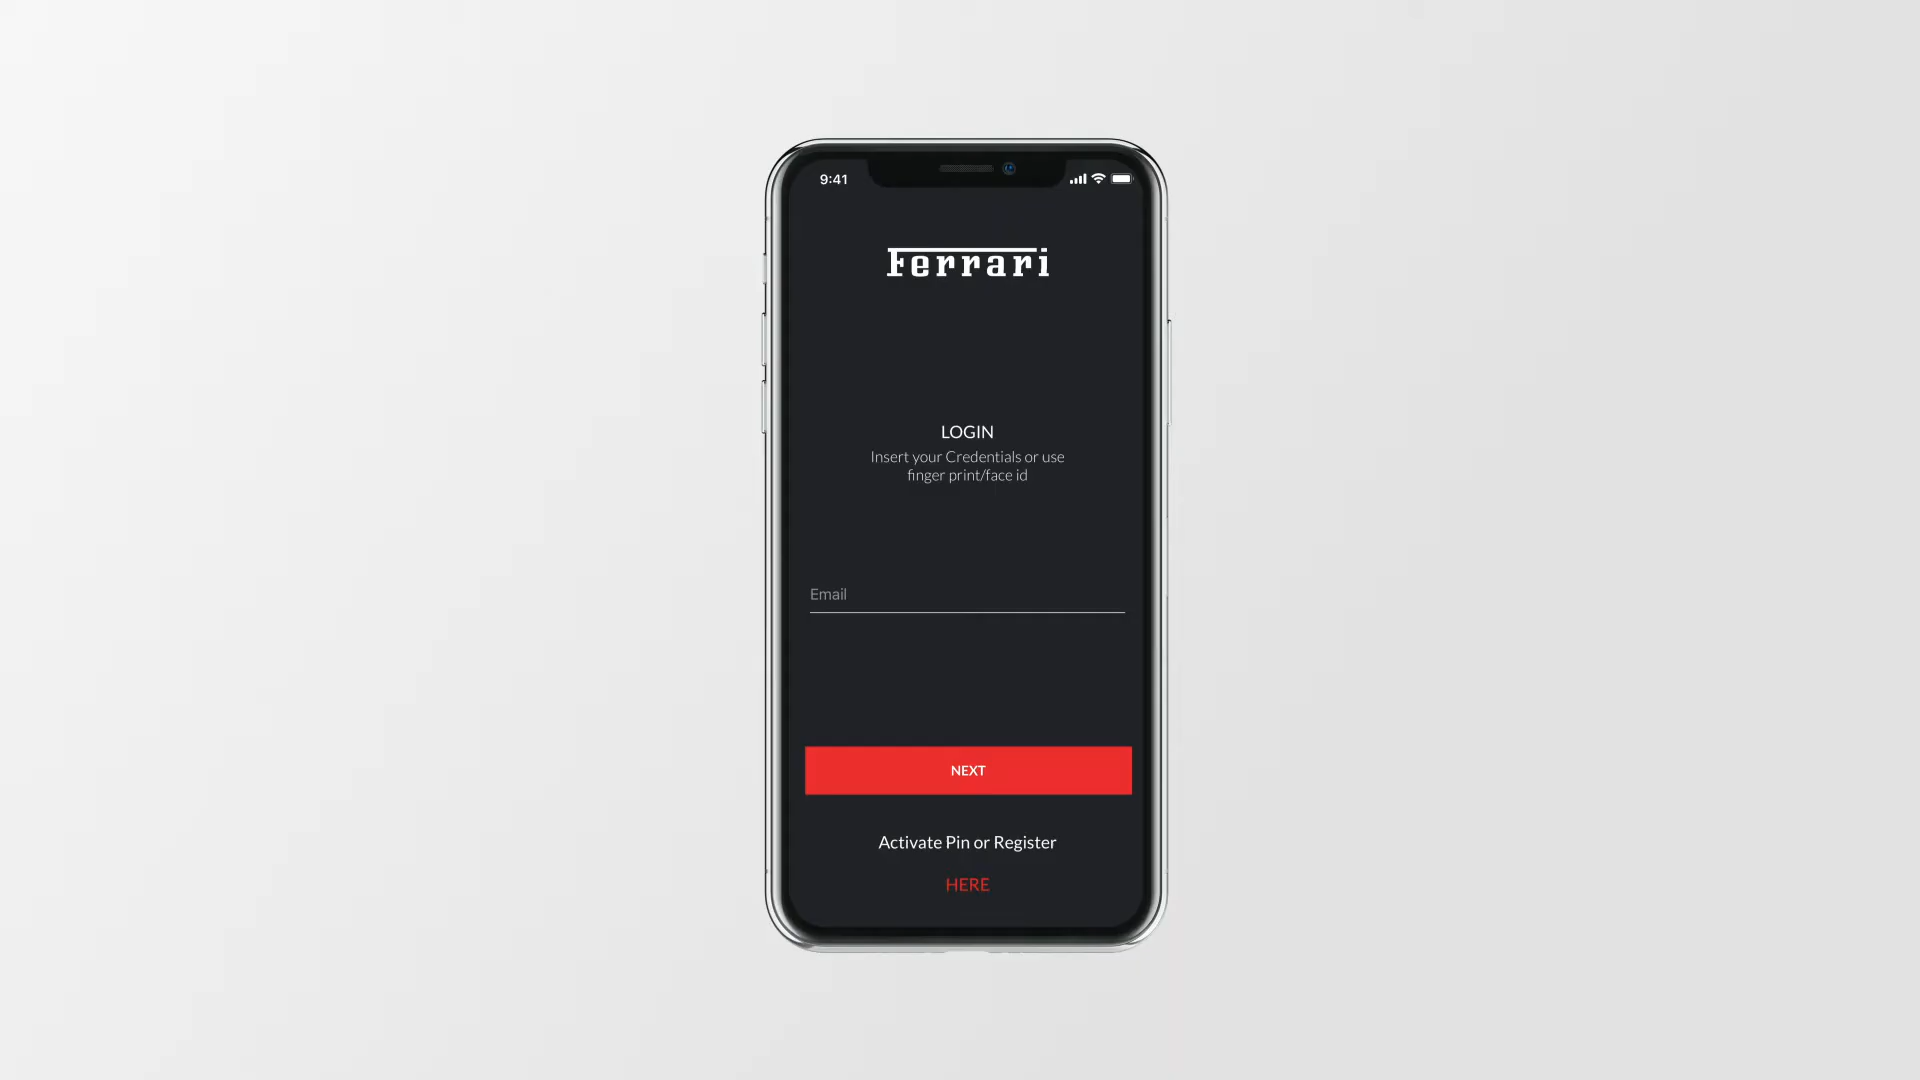 9:41
Ferrari
LOGIN
Insert your Credentials or use
finger print/face id
Email
NEXT
Activate Pin or Register
HERE